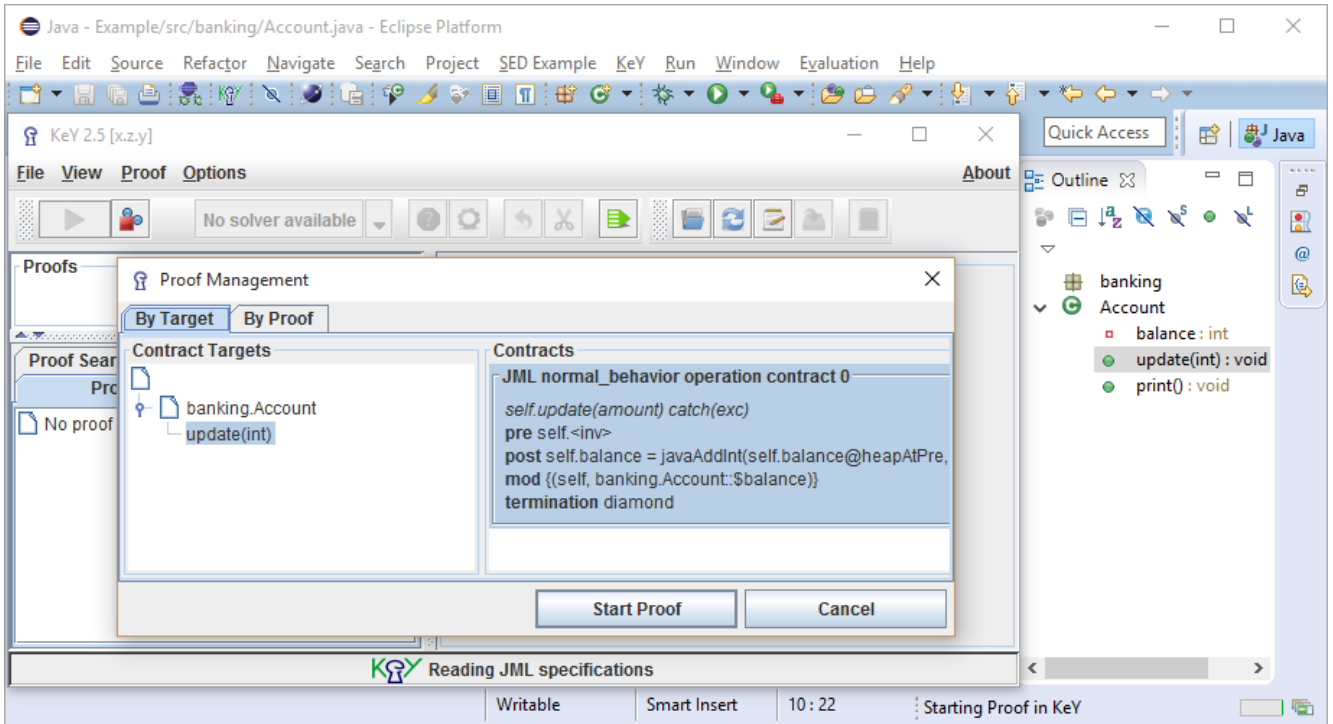 Java - Example/src/banking/Account.java - Eclipse Platform
File Edit Source Refactor Navigate Search Project SED Example KeY Run Window Evaluation Help
KeY 2.5 [x.z.y]
Quick Access
Java
File View Proof Options About
No solver available
Outline
Proofs
Proof Management
By Target By Proof
Contract Targets
banking.Account
update(int)
Contracts
JML normal_behavior operation contract 0
self.update(amount) catch(exc)
pre self.<inv>
post self.balance = javaAddInt(self.balance@heapAtPre,
mod {(self, banking.Account::$balance)}
termination diamond
Start Proof Cancel
Proof Sear
Pro
No proof
banking
Account
balance : int
update(int) : void
print() : void
KeY Reading JML specifications
Writable Smart Insert 10 : 22 Starting Proof in KeY